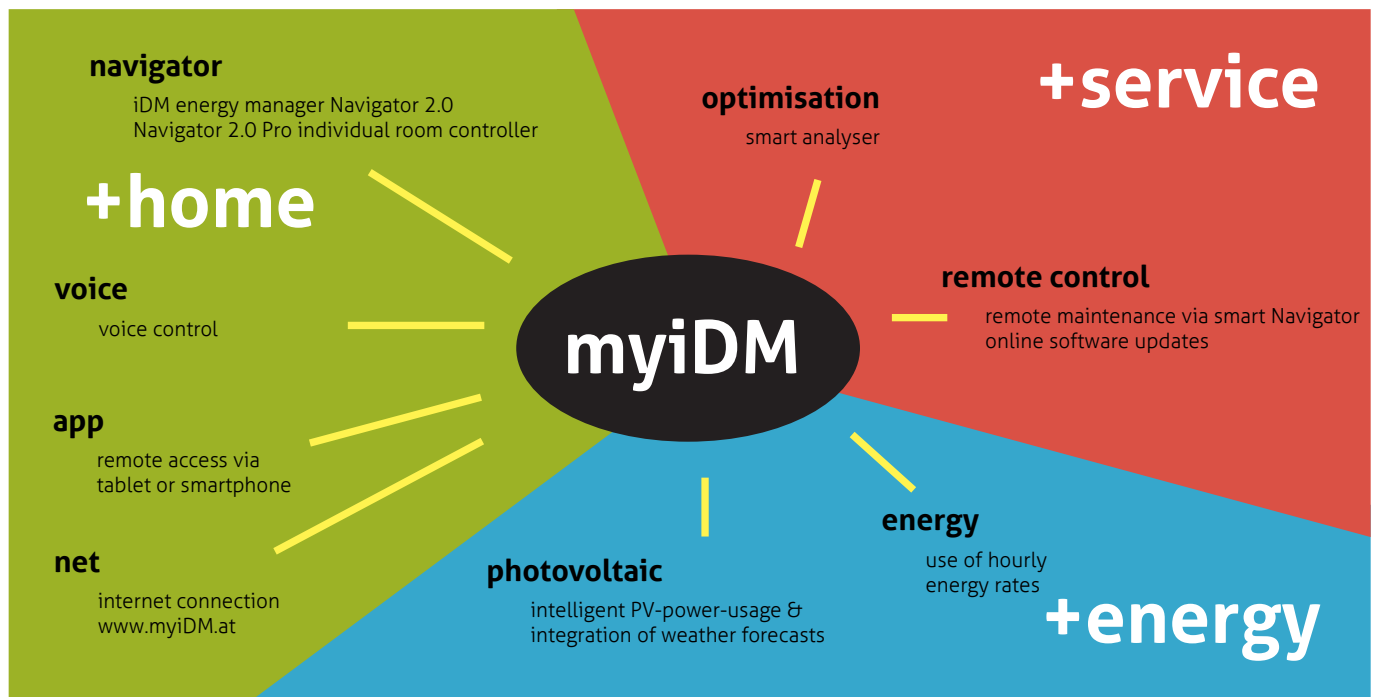 navigator
iDM energy manager Navigator 2.0
Navigator 2.0 Pro individual room controller
+home
voice
voice control
app
remote access via
tablet or smartphone
net
internet connection
www.myiDM.at
myiDM
+service
optimisation
smart analyser
remote control
remote maintenance via smart Navigator
online software updates
energy
use of hourly
energy rates
photovoltaic
intelligent PV-power-usage &
integration of weather forecasts
+energy